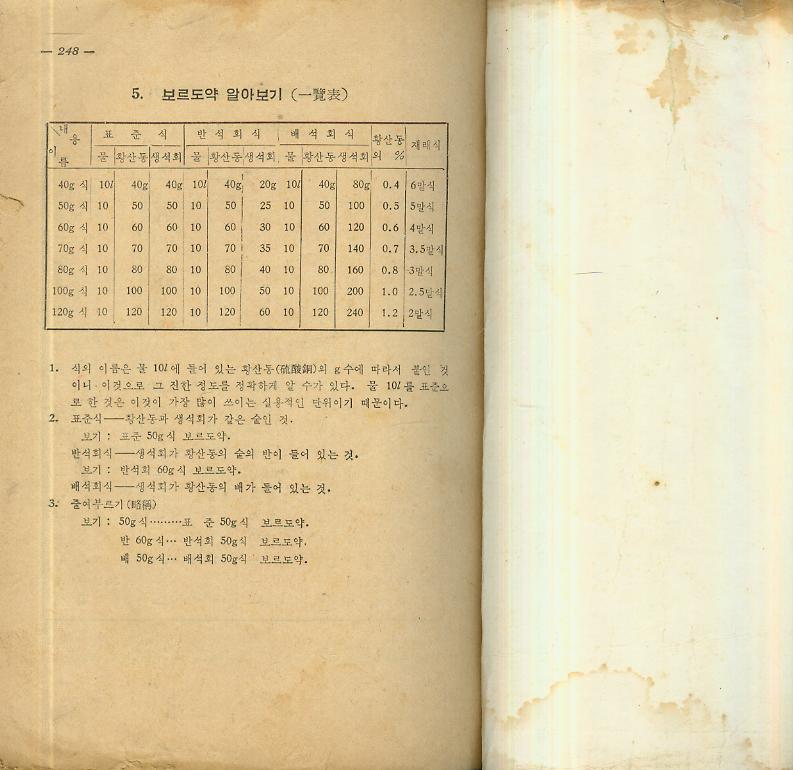 — 248 —
5. 보르도약 알아보기 (一覽表)
내용 표 준 식 반 석 회 식 배 석 회 식 황산동 재래식
이름 물 황산동 생석회 물 황산동 생석회 물 황산동 생석회 의 %
40g 식 10l 40g 40g 10l 40g 20g 10l 40g 80g 0.4 6말식
50g 식 10 50 50 10 50 25 10 50 100 0.5 5말식
60g 식 10 60 60 10 60 30 10 60 120 0.6 4말식
70g 식 10 70 70 10 70 35 10 70 140 0.7 3.5말식
80g 식 10 80 80 10 80 40 10 80 160 0.8 3말식
100g 식 10 100 100 10 100 50 10 100 200 1.0 2.5말식
120g 식 10 120 120 10 120 60 10 120 240 1.2 2말식
1. 식의 이름은 물 10l에 들어 있는 황산동(硫酸銅)의 g수에 따라서 붙인 것
이니 이것으로 그 진한 정도를 정확하게 알 수가 있다. 물 10l를 표준으
로 한 것은 이것이 가장 많이 쓰이는 실용적인 단위이기 때문이다.
2. 표준식——황산동과 생석회가 같은 숱인 것.
보기 : 표준 50g식 보르도약.
반석회식——생석회가 황산동의 숱의 반이 들어 있는 것.
보기 : 반석회 60g식 보르도약.
배석회식——생석회가 황산동의 배가 들어 있는 것.
3. 줄여부르기 (略稱)
보기 : 50g식………표 준 50g식 보르도약.
반 60g식… 반석회 50g식 보르도약.
배 50g식… 배석회 50g식 보르도약.